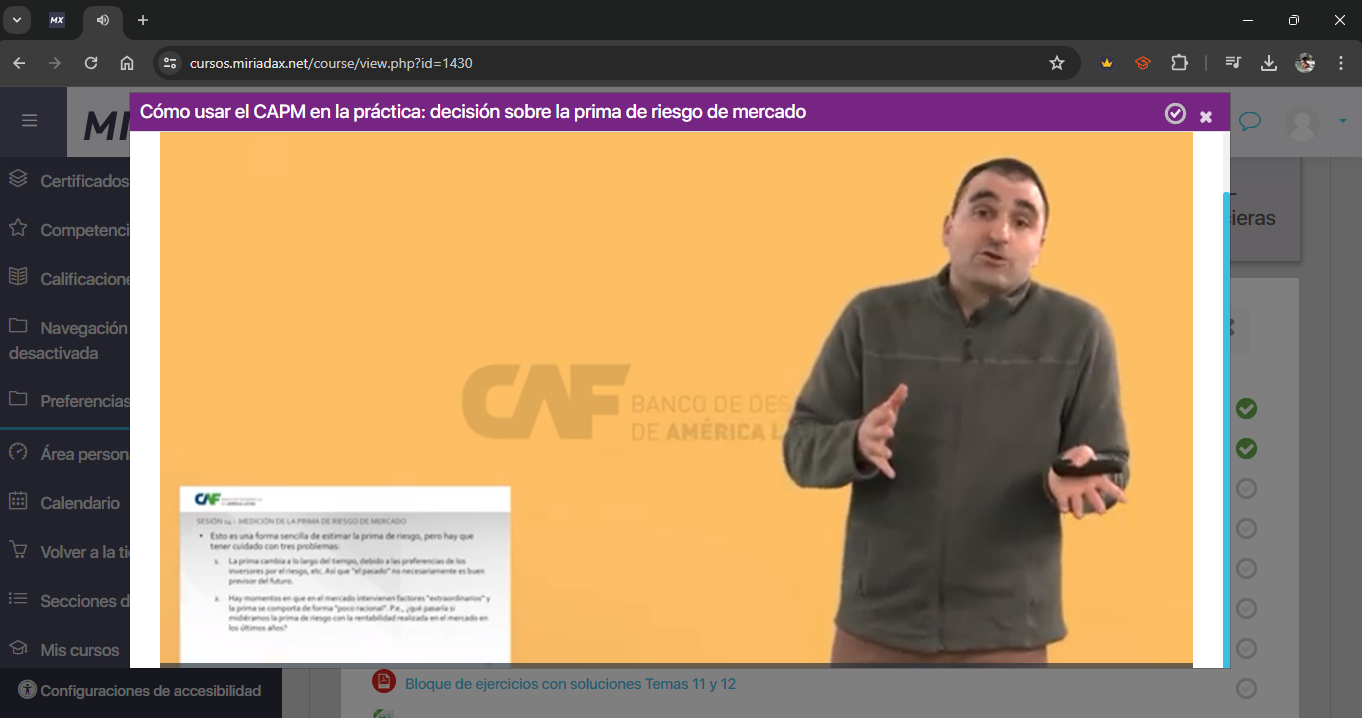 MX
cursos.miriadax.net/course/view.php?id=1430
Cómo usar el CAPM en la práctica: decisión sobre la prima de riesgo de mercado
Certificados
Competenci
Calificacione
Navegación
desactivada
Preferencias
Área person
Calendario
Volver a la ti
Secciones d
Mis cursos
Configuraciones de accesibilidad
ieras
CAF BANCO DE DES
DE AMÉRICA L
CAF
SESIÓN 14 – MEDICIÓN DE LA PRIMA DE RIESGO DE MERCADO
• Esto es una forma sencilla de estimar la prima de riesgo, pero hay que
tener cuidado con tres problemas:
1. La prima cambia a lo largo del tiempo, debido a las preferencias de los
inversores por el riesgo, etc. Así que "el pasado" no necesariamente es buen
previsor del futuro.
2. Hay momentos en que en el mercado intervienen factores "extraordinarios" y
la prima se comporta de forma "poco racional". P.e., ¿qué pasaría si
midiéramos la prima de riesgo con la rentabilidad realizada en el mercado en
los últimos años?
Bloque de ejercicios con soluciones Temas 11 y 12